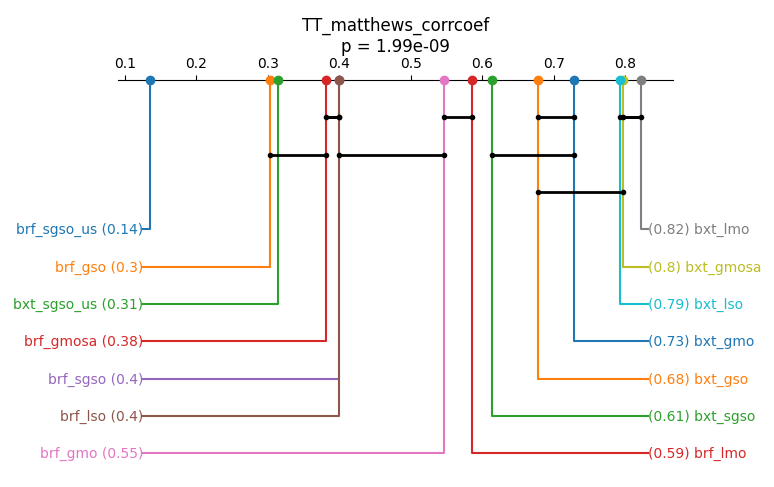 TT_matthews_corrcoef
p = 1.99e-09
0.1 0.2 0.3 0.4 0.5 0.6 0.7 0.8
brf_sgso_us (0.14) (0.82) bxt_lmo
brf_gso (0.3) (0.8) bxt_gmosa
bxt_sgso_us (0.31) (0.79) bxt_lso
brf_gmosa (0.38) (0.73) bxt_gmo
brf_sgso (0.4) (0.68) bxt_gso
brf_lso (0.4) (0.61) bxt_sgso
brf_gmo (0.55) (0.59) brf_lmo